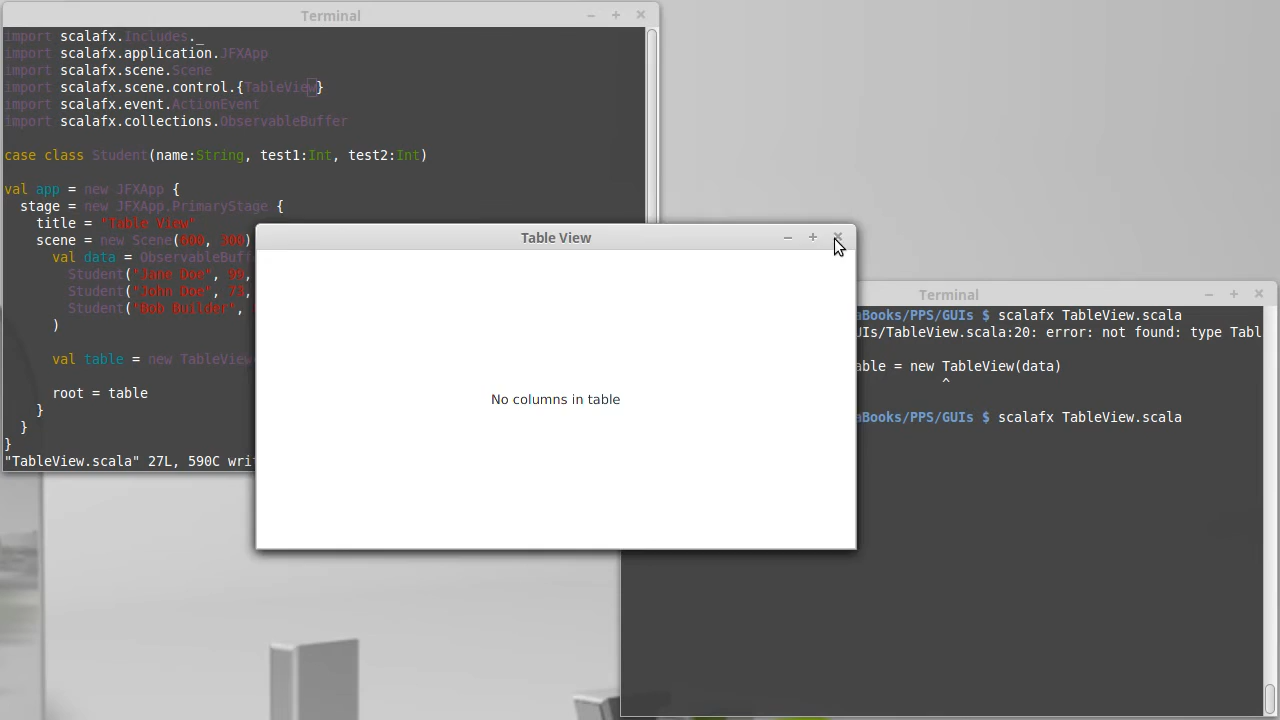 Terminal
import scalafx.Includes._
import scalafx.application.JFXApp
import scalafx.scene.Scene
import scalafx.scene.control.{TableView}
import scalafx.event.ActionEvent
import scalafx.collections.ObservableBuffer
case class Student(name:String, test1:Int, test2:Int)
val app = new JFXApp {
stage = new JFXApp.PrimaryStage {
title = "Table View"
scene = new Scene(600, 300)
val data = ObservableBuff
Student("Jane Doe", 99,
Student("John Doe", 73,
Student("Bob Builder",
)
val table = new TableView
root = table
}
}
}
"TableView.scala" 27L, 590C wri
Table View
No columns in table
Terminal
aBooks/PPS/GUIs $ scalafx TableView.scala
UIs/TableView.scala:20: error: not found: type Tabl
able = new TableView(data)
^
aBooks/PPS/GUIs $ scalafx TableView.scala